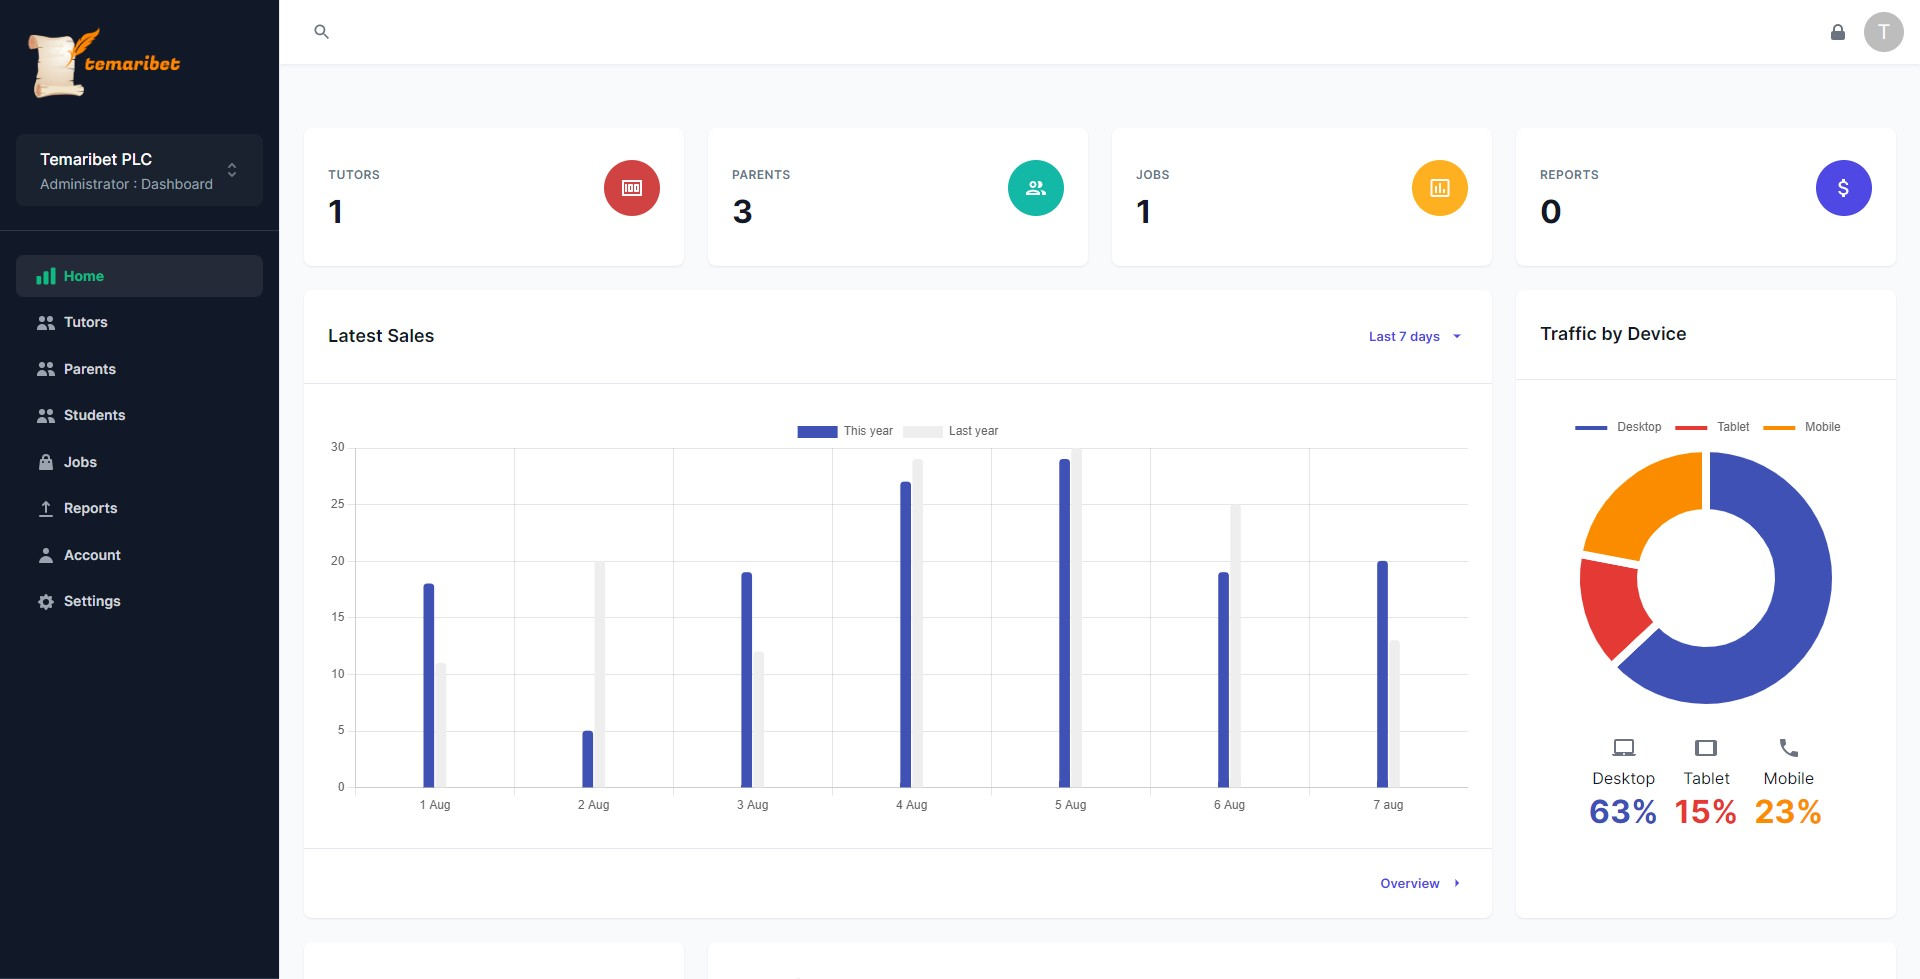 temaribet
Temaribet PLC
Administrator : Dashboard
Home
Tutors
Parents
Students
Jobs
Reports
Account
Settings
T
TUTORS
1
PARENTS
3
JOBS
1
REPORTS
0
Latest Sales
Last 7 days
This year Last year
30
25
20
15
10
5
0
1 Aug 2 Aug 3 Aug 4 Aug 5 Aug 6 Aug 7 aug
Overview
Traffic by Device
Desktop Tablet Mobile
Desktop Tablet Mobile
63% 15% 23%